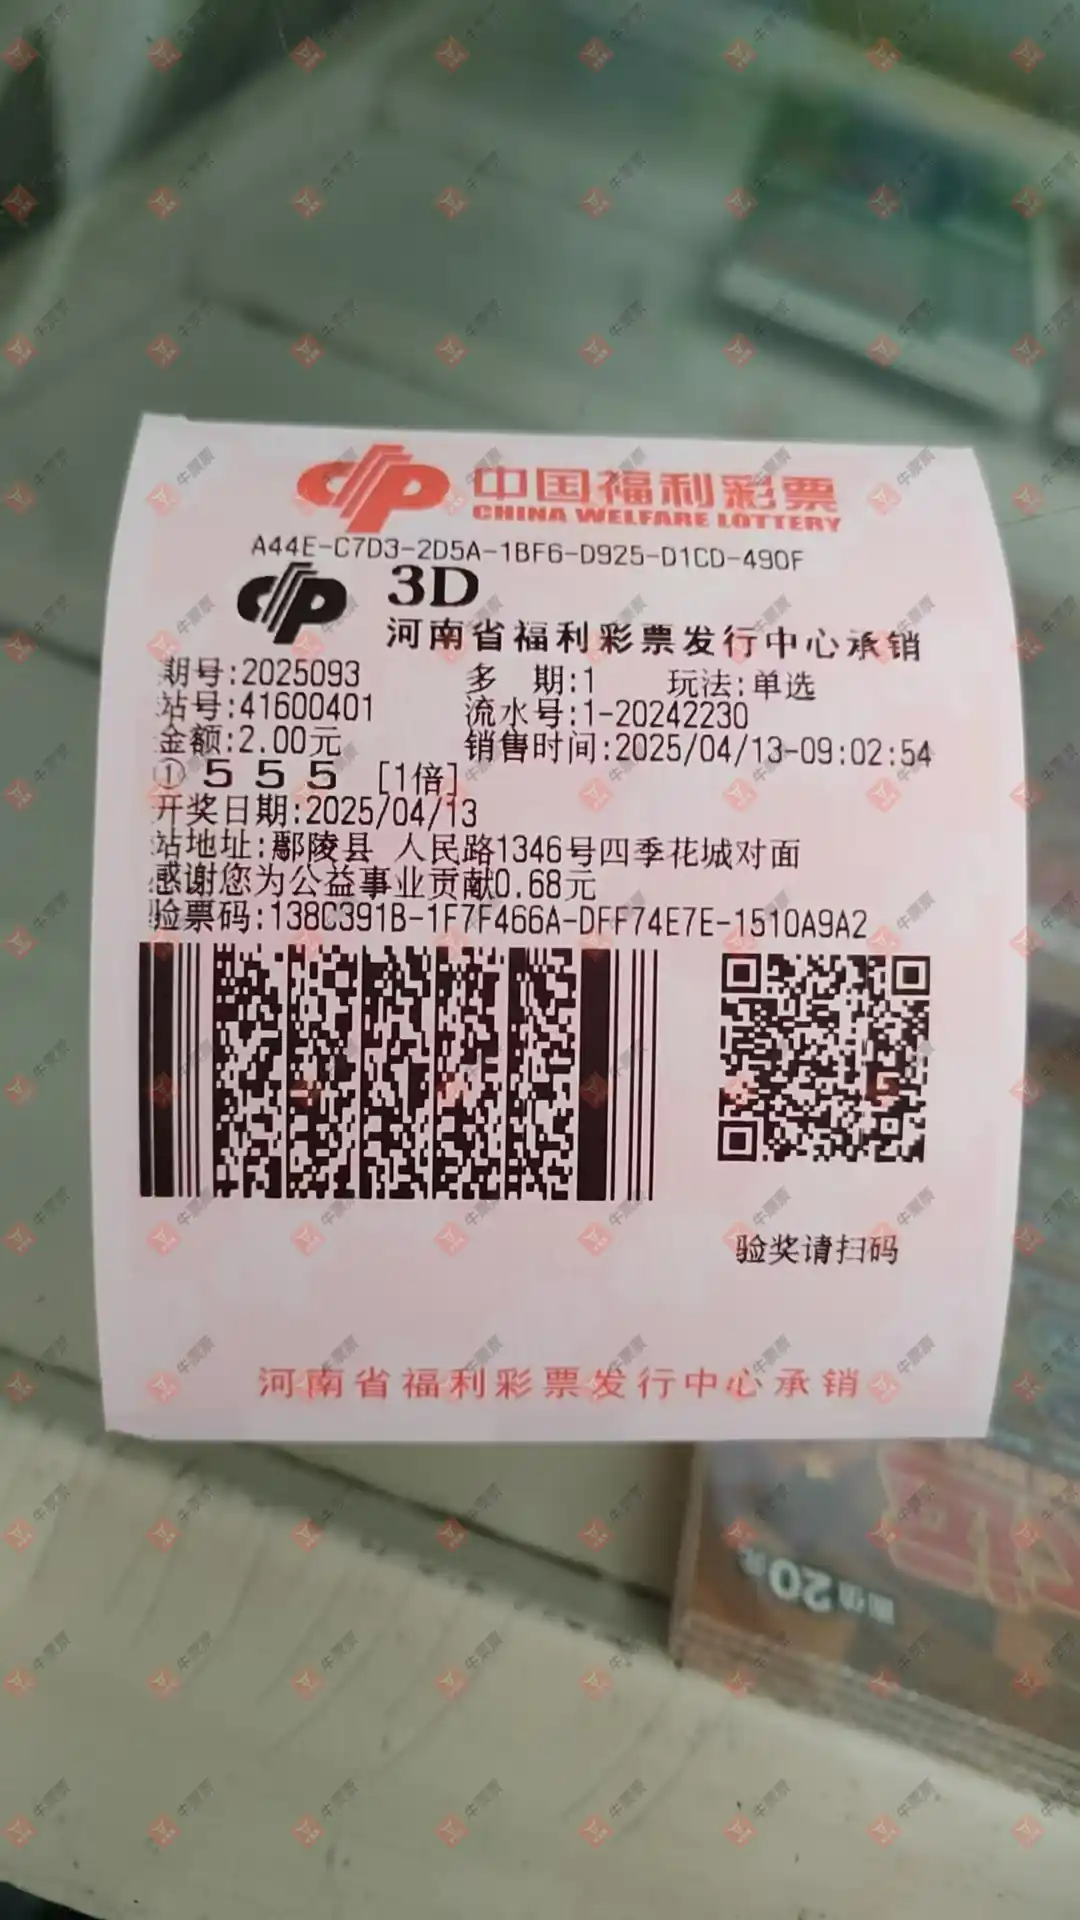 中国福利彩票
CHINA WELFARE LOTTERY
A44E-C7D3-2D5A-1BF6-D925-D1CD-490F
3D
河南省福利彩票发行中心承销
期号:2025093 多 期:1 玩法:单选
站号:41600401 流水号:1-20242230
金额:2.00元 销售时间:2025/04/13-09:02:54
① 5 5 5 [1倍]
开奖日期:2025/04/13
站地址:鄢陵县 人民路1346号四季花城对面
感谢您为公益事业贡献0.68元
验票码:138C391B-1F7F466A-DFF74E7E-1510A9A2
验奖请扫码
河南省福利彩票发行中心承销
面值20元
牛票票